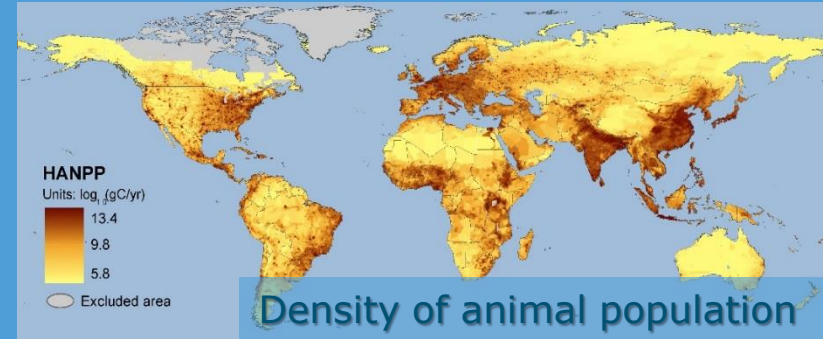 HANPP
Units: log₁₀(gC/yr)
13.4
9.8
5.8
Excluded area
Density of animal population